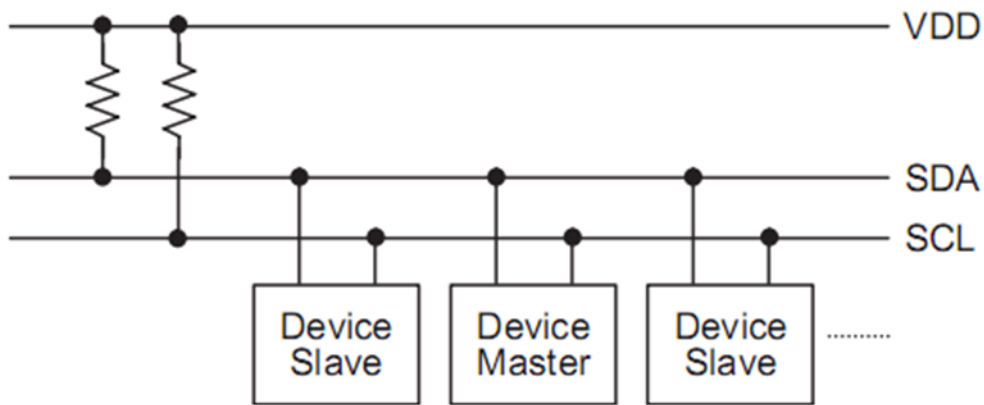 VDD
SDA
SCL
Device
Slave
Device
Master
Device
Slave